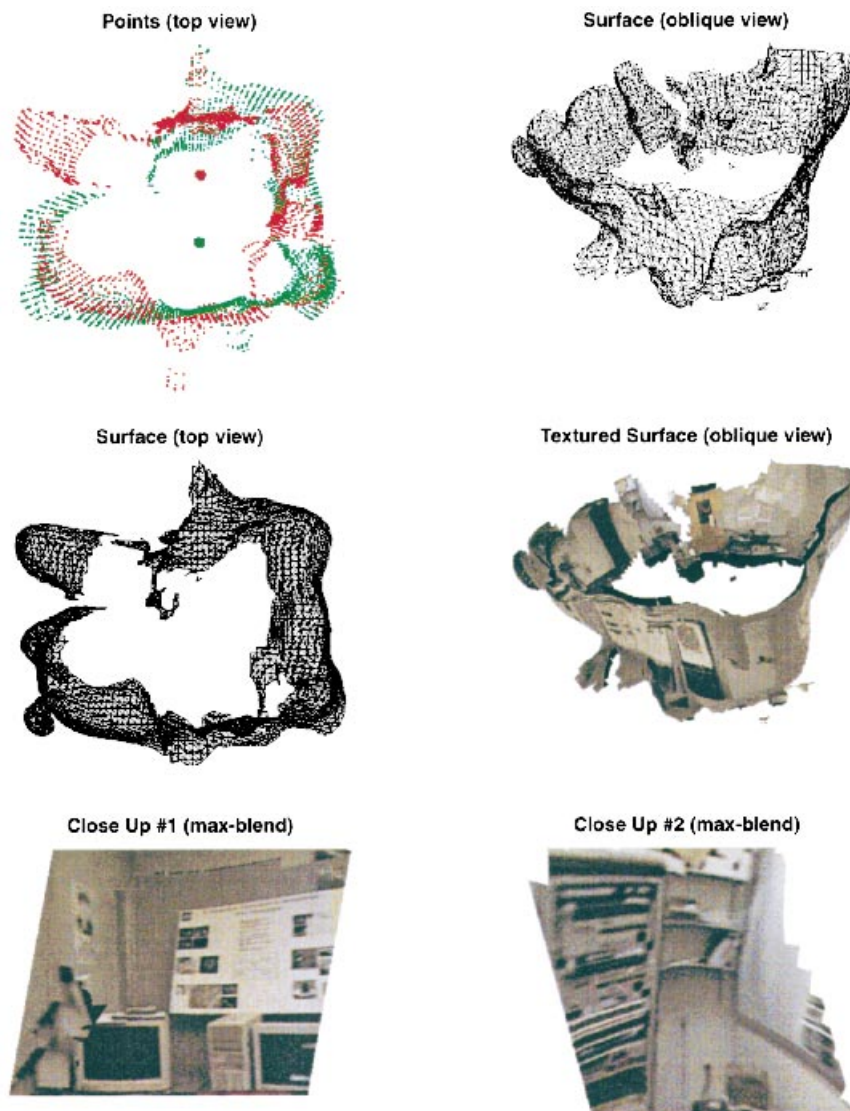 Points (top view)
Surface (oblique view)
Surface (top view)
Textured Surface (oblique view)
Close Up #1 (max-blend)
Close Up #2 (max-blend)